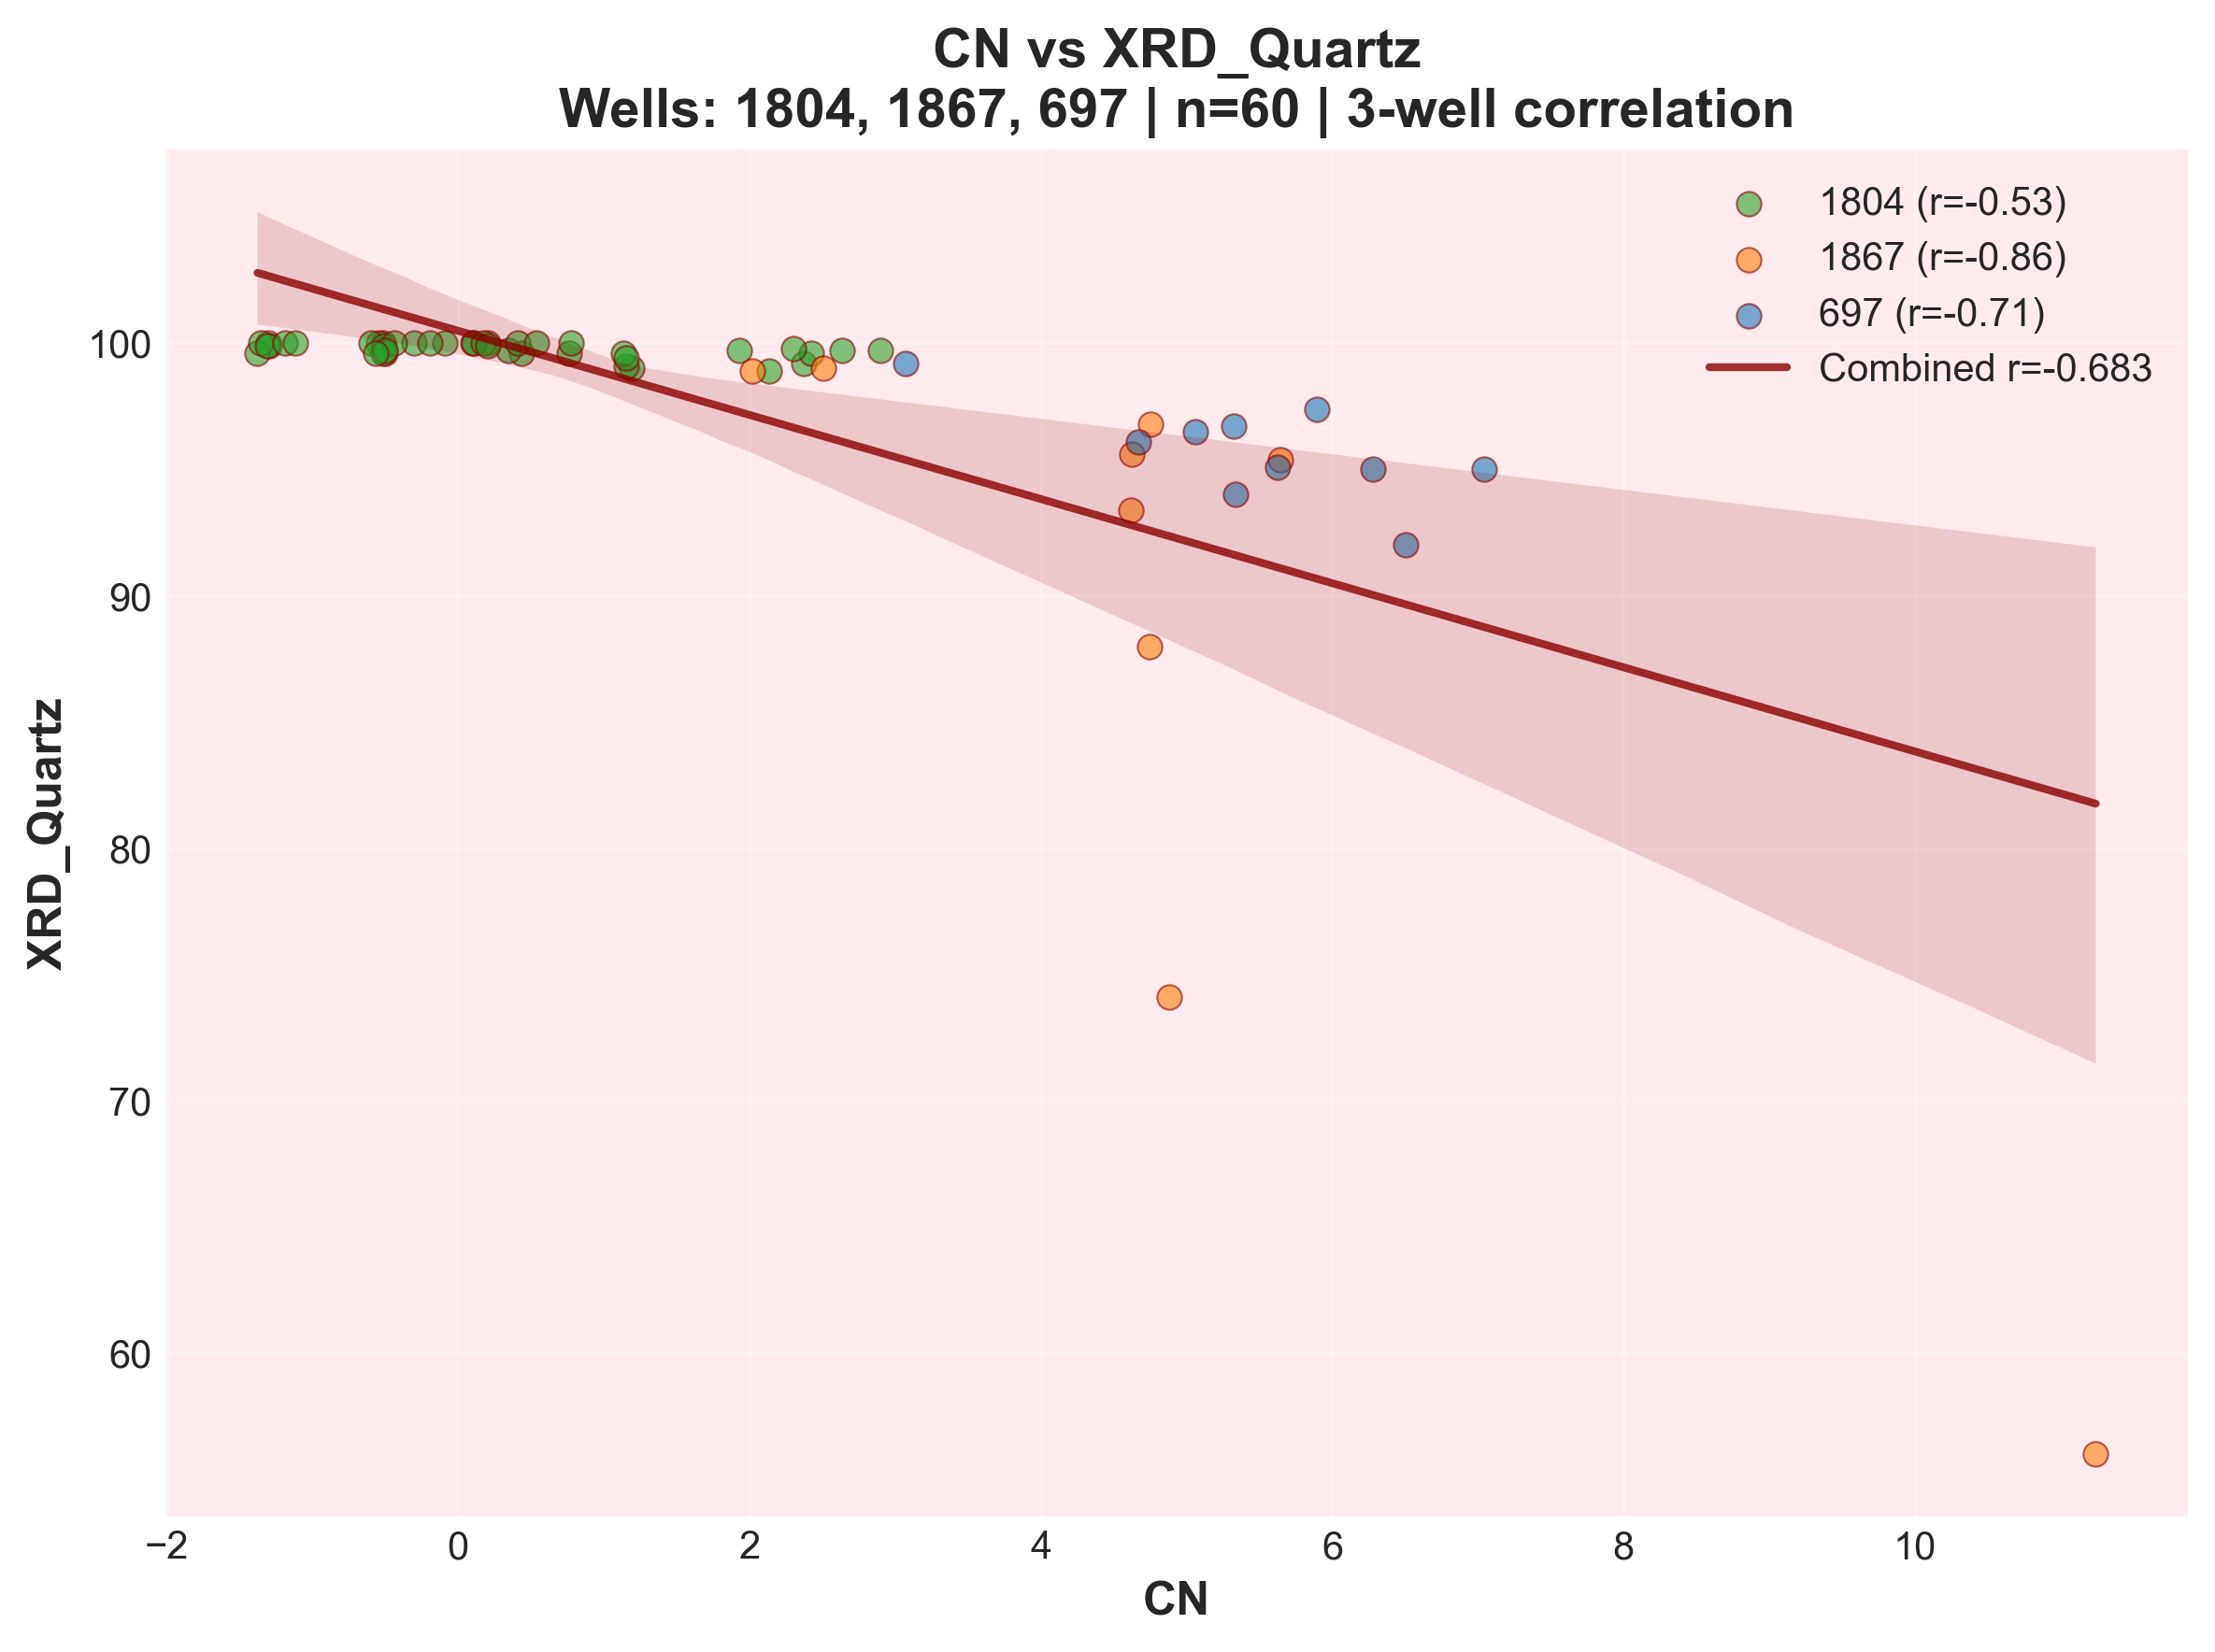 CN vs XRD_Quartz
Wells: 1804, 1867, 697 | n=60 | 3-well correlation
1804 (r=-0.53)
1867 (r=-0.86)
697 (r=-0.71)
Combined r=-0.683
XRD_Quartz
100
90
80
70
60
−2
0
2
4
6
8
10
CN